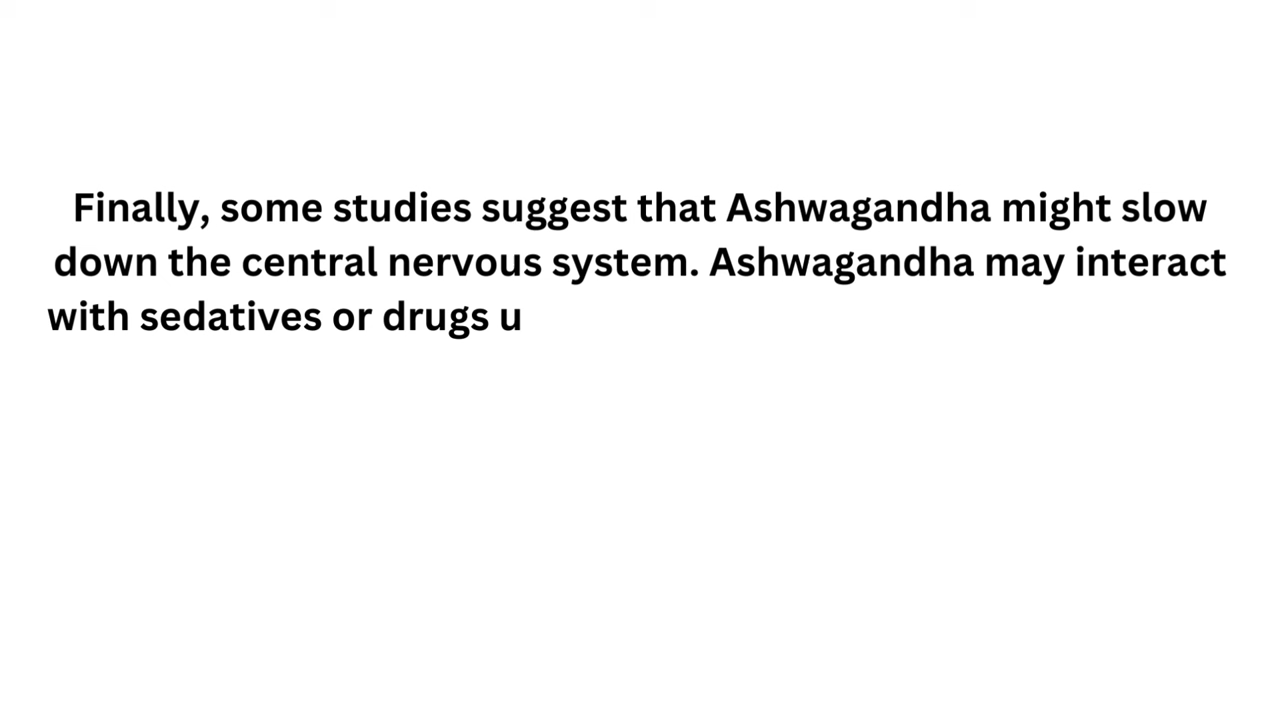 Finally, some studies suggest that Ashwagandha might slow
down the central nervous system. Ashwagandha may interact
with sedatives or drugs u